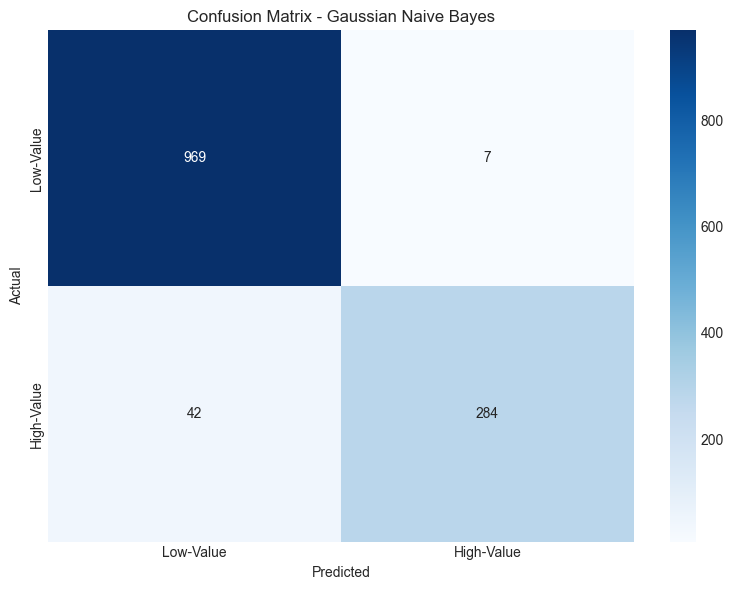 Confusion Matrix - Gaussian Naive Bayes
Low-Value
969
7
High-Value
42
284
Actual
Low-Value
High-Value
Predicted
800
600
400
200